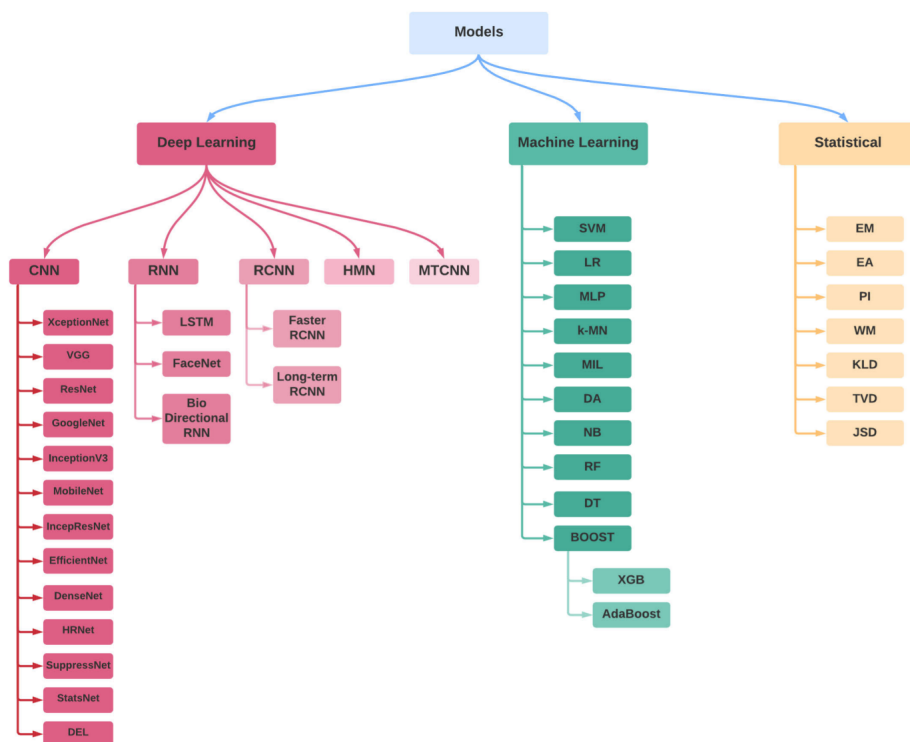 Models
Deep Learning
Machine Learning
Statistical
CNN
RNN
RCNN
HMN
MTCNN
XceptionNet
VGG
ResNet
GoogleNet
InceptionV3
MobileNet
IncepResNet
EfficientNet
DenseNet
HRNet
SuppressNet
StatsNet
DEL
LSTM
FaceNet
Bio
Directional
RNN
Faster
RCNN
Long-term
RCNN
SVM
LR
MLP
k-MN
MIL
DA
NB
RF
DT
BOOST
XGB
AdaBoost
EM
EA
PI
WM
KLD
TVD
JSD